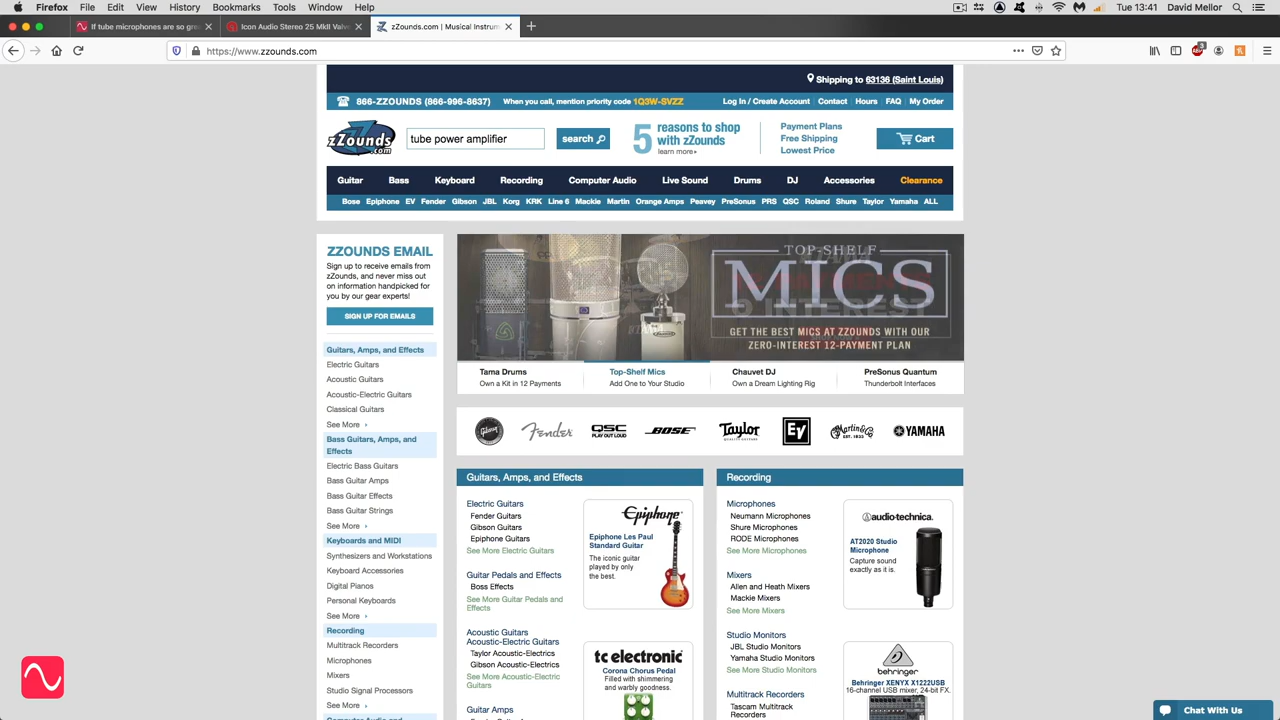 Firefox File Edit View History Bookmarks Tools Window Help
Wed 17 June 13:41 David Mellor
If tube microphones are so gre
Icon Audio Stereo 25 MKII Valv
zZounds.com | Musical Instrum
https://www.zzounds.com
Shipping to 63136 (Saint Louis)
866-ZZOUNDS (866-996-8637) When you call, mention priority code 1Q3W-SVZZ
Log In / Create Account Contact Hours FAQ My Order
zZounds.com
tube power amplifier
search
5 reasons to shop with zZounds
learn more
Payment Plans
Free Shipping
Lowest Price
Cart
Guitar Bass Keyboard Recording Computer Audio Live Sound Drums DJ Accessories Clearance
Bose Epiphone EV Fender Gibson JBL Korg KRK Line 6 Mackie Martin Orange Amps Peavey PreSonus PRS QSC Roland Shure Taylor Yamaha ALL
ZZOUNDS EMAIL
Sign up to receive emails from
zZounds, and never miss out
on information handpicked for
you by our gear experts!
SIGN UP FOR EMAILS
Guitars, Amps, and Effects
Electric Guitars
Acoustic Guitars
Acoustic-Electric Guitars
Classical Guitars
See More
Bass Guitars, Amps, and
Effects
Electric Bass Guitars
Bass Guitar Amps
Bass Guitar Effects
Bass Guitar Strings
See More
Keyboards and MIDI
Synthesizers and Workstations
Keyboard Accessories
Digital Pianos
Personal Keyboards
See More
Recording
Multitrack Recorders
Microphones
Mixers
Studio Signal Processors
See More
Computer Audio and
TOP-SHELF
MICS
GET THE BEST MICS AT ZZOUNDS WITH OUR
ZERO-INTEREST 12-PAYMENT PLAN
Tama Drums
Own a Kit in 12 Payments
Top-Shelf Mics
Add One to Your Studio
Chauvet DJ
Own a Dream Lighting Rig
PreSonus Quantum
Thunderbolt Interfaces
Gibson Fender QSC PLAY OUT LOUD BOSE Taylor EV Martin & Co EST. 1833 YAMAHA
Guitars, Amps, and Effects
Electric Guitars
Fender Guitars
Gibson Guitars
Epiphone Guitars
See More Electric Guitars
Guitar Pedals and Effects
Boss Effects
See More Guitar Pedals and
Effects
Acoustic Guitars
Acoustic-Electric Guitars
Taylor Acoustic-Electrics
Gibson Acoustic-Electrics
See More Acoustic-Electric
Guitars
Guitar Amps
Epiphone
Epiphone Les Paul
Standard Guitar
The iconic guitar
played by only
the best.
tc electronic
Corona Chorus Pedal
Filled with shimmering
and warbly goodness.
Recording
Microphones
Neumann Microphones
Shure Microphones
RODE Microphones
See More Microphones
Mixers
Allen and Heath Mixers
Mackie Mixers
See More Mixers
Studio Monitors
JBL Studio Monitors
Yamaha Studio Monitors
See More Studio Monitors
Multitrack Recorders
Tascam Multitrack
Recorders
audio-technica
AT2020 Studio
Microphone
Capture sound
exactly as it is.
behringer
Behringer XENYX X1222USB
16-channel USB mixer, 24-bit FX.
Chat With Us